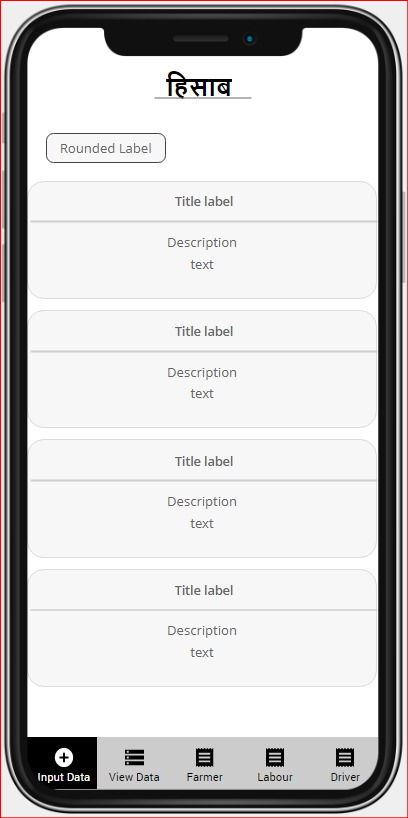 हिसाब
Rounded Label
Title label
Description
text
Title label
Description
text
Title label
Description
text
Title label
Description
text
Input Data View Data Farmer Labour Driver